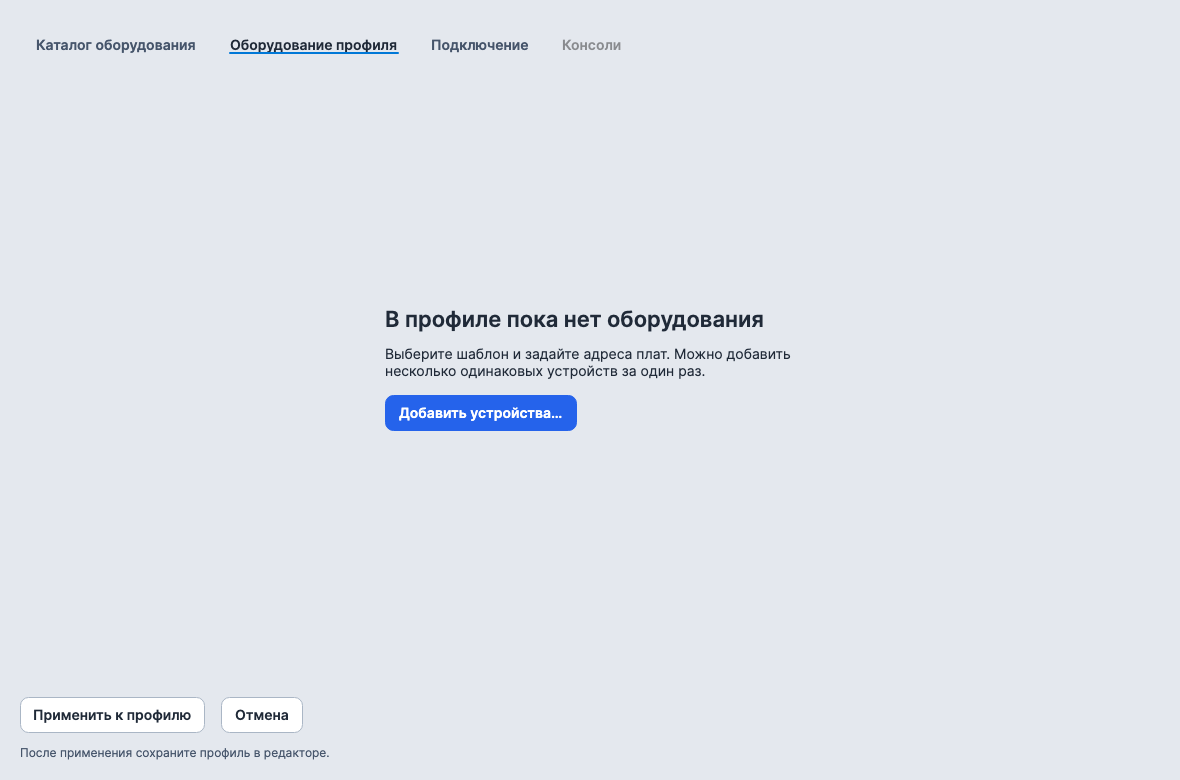 Каталог оборудования
Оборудование профиля
Подключение
Консоли
В профиле пока нет оборудования
Выберите шаблон и задайте адреса плат. Можно добавить
несколько одинаковых устройств за один раз.
Добавить устройства...
Применить к профилю
Отмена
После применения сохраните профиль в редакторе.